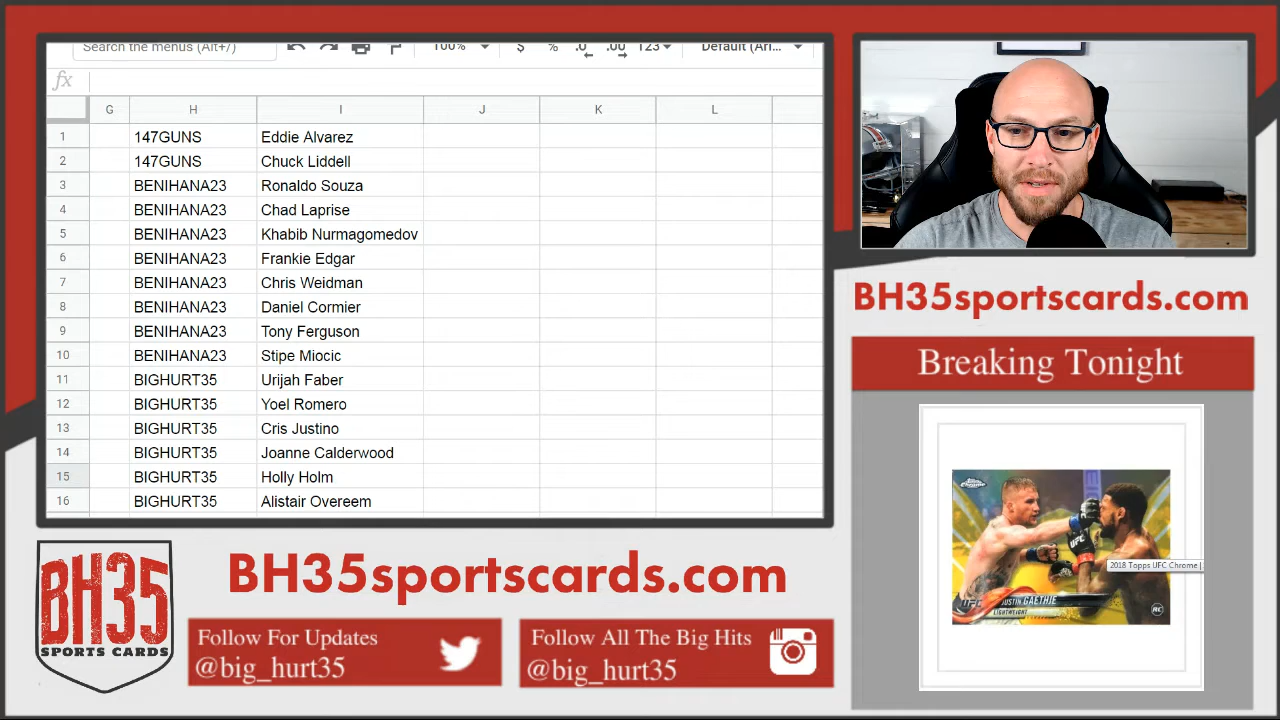 Search the menus (Alt+/)
100%
$
%
.0
.00
123
Default (Ari...
fx
G
H
I
J
K
L
1
147GUNS
Eddie Alvarez
2
147GUNS
Chuck Liddell
3
BENIHANA23
Ronaldo Souza
4
BENIHANA23
Chad Laprise
5
BENIHANA23
Khabib Nurmagomedov
6
BENIHANA23
Frankie Edgar
7
BENIHANA23
Chris Weidman
8
BENIHANA23
Daniel Cormier
9
BENIHANA23
Tony Ferguson
10
BENIHANA23
Stipe Miocic
11
BIGHURT35
Urijah Faber
12
BIGHURT35
Yoel Romero
13
BIGHURT35
Cris Justino
14
BIGHURT35
Joanne Calderwood
15
BIGHURT35
Holly Holm
16
BIGHURT35
Alistair Overeem
BH35sportscards.com
Breaking Tonight
Chrome
UFC
2018 Topps UFC Chrome |
UFC
JUSTIN GAETHJE
LIGHTWEIGHT
RC
BH35
SPORTS CARDS
BH35sportscards.com
Follow For Updates
@big_hurt35
Follow All The Big Hits
@big_hurt35